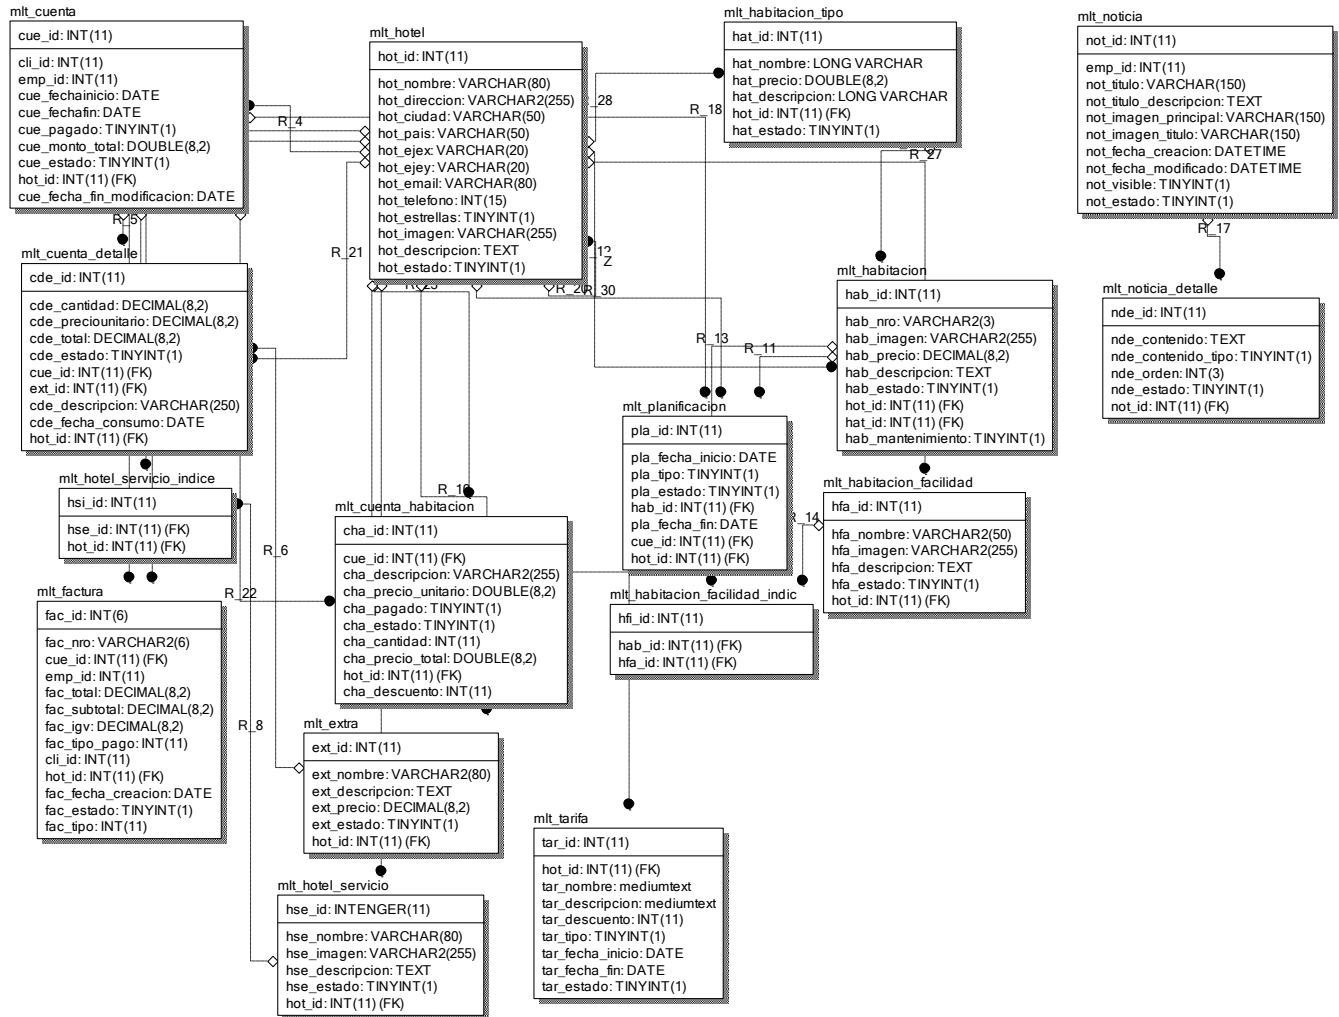 mlt_cuenta
cue_id: INT(11)
cli_id: INT(11)
emp_id: INT(11)
cue_fechainicio: DATE
cue_fechafin: DATE
cue_pagado: TINYINT(1)
cue_monto_total: DOUBLE(8,2)
cue_estado: TINYINT(1)
hot_id: INT(11) (FK)
cue_fecha_fin_modificacion: DATE
mlt_hotel
hot_id: INT(11)
hot_nombre: VARCHAR(80)
hot_direccion: VARCHAR2(255)
hot_ciudad: VARCHAR(50)
hot_pais: VARCHAR(50)
hot_ejex: VARCHAR(20)
hot_ejey: VARCHAR(20)
hot_email: VARCHAR(80)
hot_telefono: INT(15)
hot_estrellas: TINYINT(1)
hot_imagen: VARCHAR(255)
hot_descripcion: TEXT
hot_estado: TINYINT(1)
mlt_habitacion_tipo
hat_id: INT(11)
hat_nombre: LONG VARCHAR
hat_precio: DOUBLE(8,2)
hat_descripcion: LONG VARCHAR
hot_id: INT(11) (FK)
hat_estado: TINYINT(1)
mlt_noticia
not_id: INT(11)
emp_id: INT(11)
not_titulo: VARCHAR(150)
not_titulo_descripcion: TEXT
not_imagen_principal: VARCHAR(150)
not_imagen_titulo: VARCHAR(150)
not_fecha_creacion: DATETIME
not_fecha_modificado: DATETIME
not_visible: TINYINT(1)
not_estado: TINYINT(1)
R_4
R_28
R_18
R_27
R_5
R_21
R_17
R_30
R_13
R_11
R_14
R_6
R_22
R_8
mlt_cuenta_detalle
cde_id: INT(11)
cde_cantidad: DECIMAL(8,2)
cde_preciounitario: DECIMAL(8,2)
cde_total: DECIMAL(8,2)
cde_estado: TINYINT(1)
cue_id: INT(11) (FK)
ext_id: INT(11) (FK)
cde_descripcion: VARCHAR(250)
cde_fecha_consumo: DATE
hot_id: INT(11) (FK)
mlt_habitacion
hab_id: INT(11)
hab_nro: VARCHAR2(3)
hab_imagen: VARCHAR2(255)
hab_precio: DECIMAL(8,2)
hab_descripcion: TEXT
hab_estado: TINYINT(1)
hot_id: INT(11) (FK)
hat_id: INT(11) (FK)
hab_mantenimiento: TINYINT(1)
mlt_noticia_detalle
nde_id: INT(11)
nde_contenido: TEXT
nde_contenido_tipo: TINYINT(1)
nde_orden: INT(3)
nde_estado: TINYINT(1)
not_id: INT(11) (FK)
mlt_planificacion
pla_id: INT(11)
pla_fecha_inicio: DATE
pla_tipo: TINYINT(1)
pla_estado: TINYINT(1)
hab_id: INT(11) (FK)
pla_fecha_fin: DATE
cue_id: INT(11) (FK)
hot_id: INT(11) (FK)
mlt_hotel_servicio_indice
hsi_id: INT(11)
hse_id: INT(11) (FK)
hot_id: INT(11) (FK)
mlt_cuenta_habitacion
cha_id: INT(11)
cue_id: INT(11) (FK)
cha_descripcion: VARCHAR2(255)
cha_precio_unitario: DOUBLE(8,2)
cha_pagado: TINYINT(1)
cha_estado: TINYINT(1)
cha_cantidad: INT(11)
cha_precio_total: DOUBLE(8,2)
hot_id: INT(11) (FK)
cha_descuento: INT(11)
mlt_habitacion_facilidad
hfa_id: INT(11)
hfa_nombre: VARCHAR2(50)
hfa_imagen: VARCHAR2(255)
hfa_descripcion: TEXT
hfa_estado: TINYINT(1)
hot_id: INT(11) (FK)
mlt_habitacion_facilidad_indic
hfi_id: INT(11)
hab_id: INT(11) (FK)
hfa_id: INT(11) (FK)
mlt_factura
fac_id: INT(6)
fac_nro: VARCHAR2(6)
cue_id: INT(11) (FK)
emp_id: INT(11)
fac_total: DECIMAL(8,2)
fac_subtotal: DECIMAL(8,2)
fac_igv: DECIMAL(8,2)
fac_tipo_pago: INT(11)
cli_id: INT(11)
hot_id: INT(11) (FK)
fac_fecha_creacion: DATE
fac_estado: TINYINT(1)
fac_tipo: INT(11)
mlt_extra
ext_id: INT(11)
ext_nombre: VARCHAR2(80)
ext_descripcion: TEXT
ext_precio: DECIMAL(8,2)
ext_estado: TINYINT(1)
hot_id: INT(11) (FK)
mlt_tarifa
tar_id: INT(11)
hot_id: INT(11) (FK)
tar_nombre: mediumtext
tar_descripcion: mediumtext
tar_descuento: INT(11)
tar_tipo: TINYINT(1)
tar_fecha_inicio: DATE
tar_fecha_fin: DATE
tar_estado: TINYINT(1)
mlt_hotel_servicio
hse_id: INTENGER(11)
hse_nombre: VARCHAR(80)
hse_imagen: VARCHAR2(255)
hse_descripcion: TEXT
hse_estado: TINYINT(1)
hot_id: INT(11) (FK)